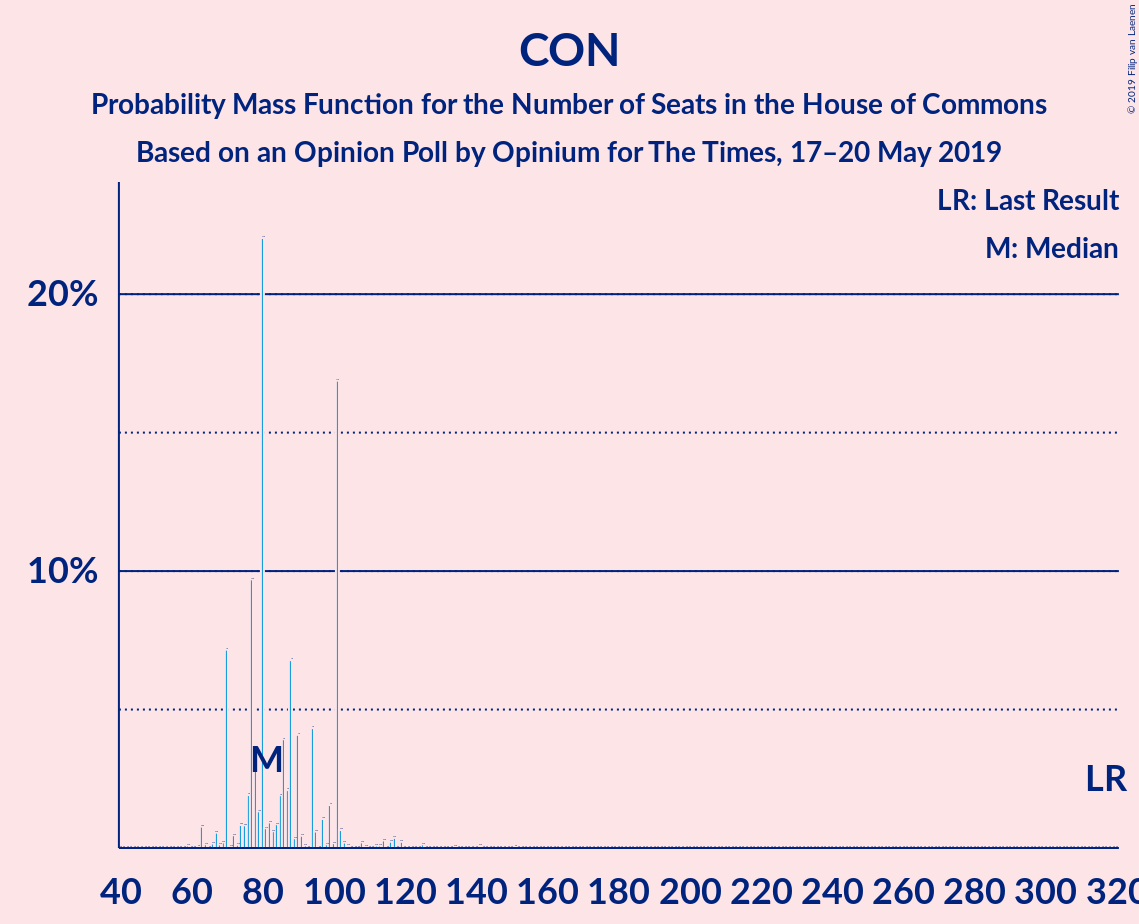 CON
Probability Mass Function for the Number of Seats in the House of Commons
Based on an Opinion Poll by Opinium for The Times, 17–20 May 2019
© 2019 Filip van Laenen
LR: Last Result
M: Median
20%
10%
M
LR
40 60 80 100 120 140 160 180 200 220 240 260 280 300 320